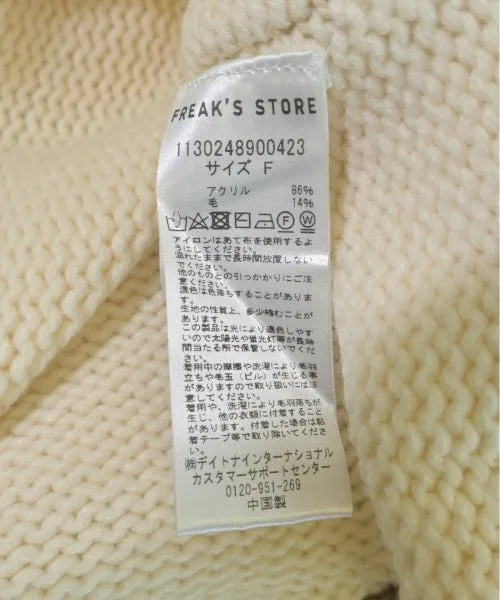 FREAK'S STORE
1130248900423
サイズ F
アクリル 86%
毛 14%
アイロンはあて布を使用するよ
うにしてください。
濡れたままで長時間放置しない
でください。
他のものとの引っかかりにご注
意ください。
濃色は色落ちすることがありま
す。
生地の性質上、多少縮むことが
あります。
この製品は光により退色しやす
いので太陽光や蛍光灯等が長時
間当たる所で保管しないでくだ
さい。
着用中の摩擦や洗濯により毛羽
立ちや毛玉(ピル)が生じる事
がありますので取り扱いには注
意してください。
着用や、洗濯により毛羽落ちが
生じ、他の衣類に付着すること
があります。付着した場合は粘
着テープ等で取り除いてくださ
い。
㈱デイトナインターナショナル
カスタマーサポートセンター
0120-951-269
中国製